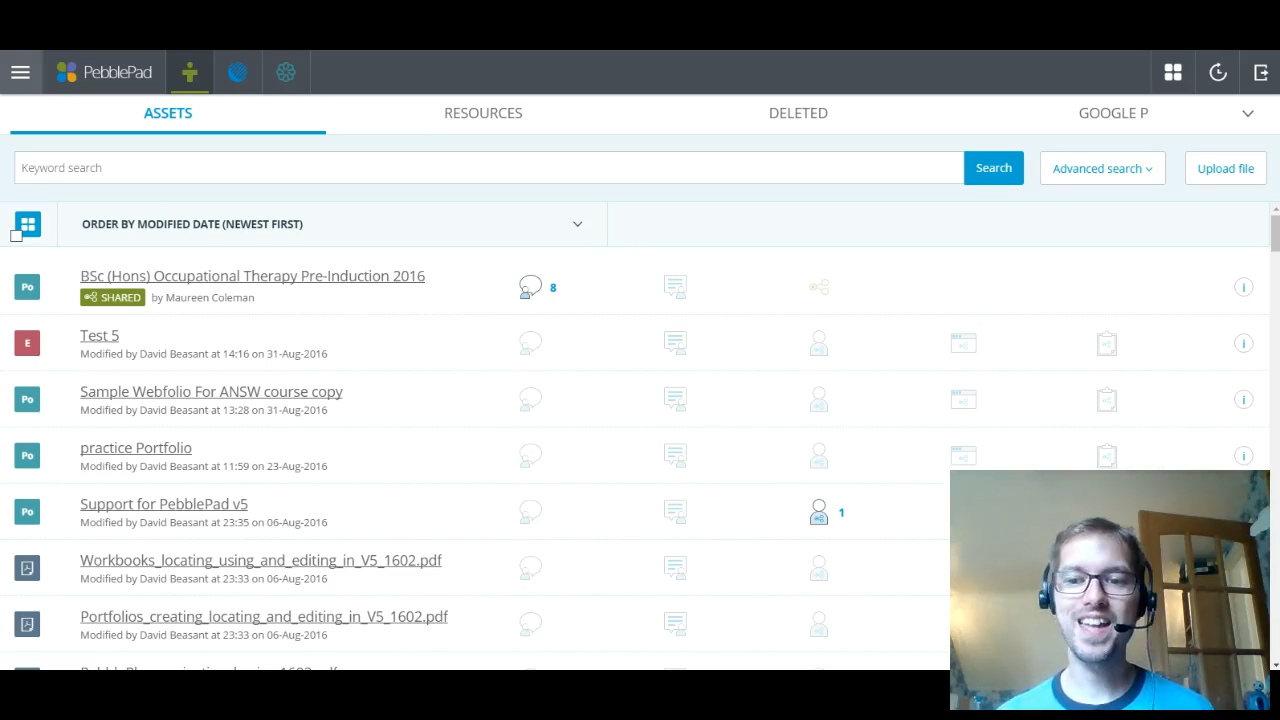 PebblePad
ASSETS
RESOURCES
DELETED
GOOGLE P
Keyword search
Search
Advanced search
Upload file
ORDER BY MODIFIED DATE (NEWEST FIRST)
Po
BSc (Hons) Occupational Therapy Pre-Induction 2016
SHARED by Maureen Coleman
8
i
E
Test 5
Modified by David Beasant at 14:16 on 31-Aug-2016
i
Po
Sample Webfolio For ANSW course copy
Modified by David Beasant at 13:28 on 31-Aug-2016
i
Po
practice Portfolio
Modified by David Beasant at 11:59 on 23-Aug-2016
i
Po
Support for PebblePad v5
Modified by David Beasant at 23:35 on 06-Aug-2016
1
Workbooks_locating_using_and_editing_in_V5_1602.pdf
Modified by David Beasant at 23:33 on 06-Aug-2016
Portfolios_creating_locating_and_editing_in_V5_1602.pdf
Modified by David Beasant at 23:33 on 06-Aug-2016